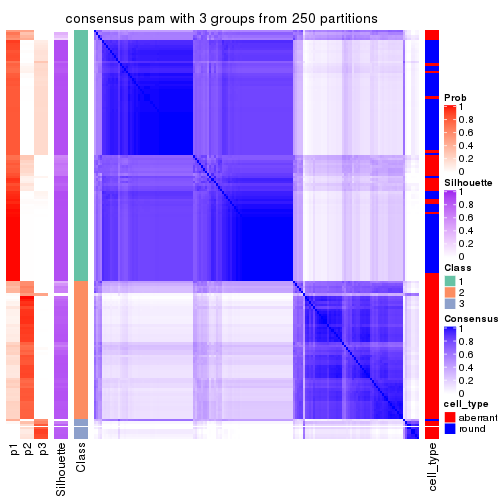 consensus pam with 3 groups from 250 partitions
Prob
1
0.8
0.6
0.4
0.2
0
Silhouette
1
0.8
0.6
0.4
0.2
0
Class
1
2
3
Consensus
1
0.8
0.6
0.4
0.2
0
cell_type
aberrant
round
p1
p2
p3
Silhouette
Class
cell_type